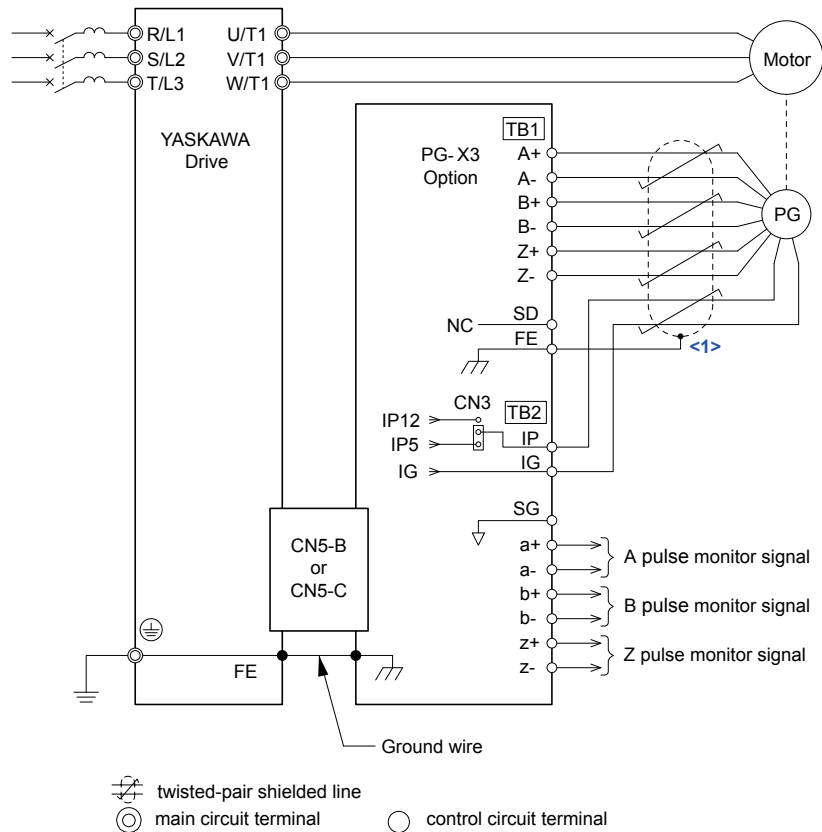 R/L1 U/T1
S/L2 V/T1
T/L3 W/T1
Motor
YASKAWA
Drive
PG-X3
Option
TB1
A+
A-
B+
B-
Z+
Z-
PG
SD
NC
FE
<1>
CN3
TB2
IP12
IP
IP5
IG
IG
SG
CN5-B
or
CN5-C
a+
a-
A pulse monitor signal
b+
b-
B pulse monitor signal
z+
z-
Z pulse monitor signal
FE
Ground wire
twisted-pair shielded line
main circuit terminal
control circuit terminal